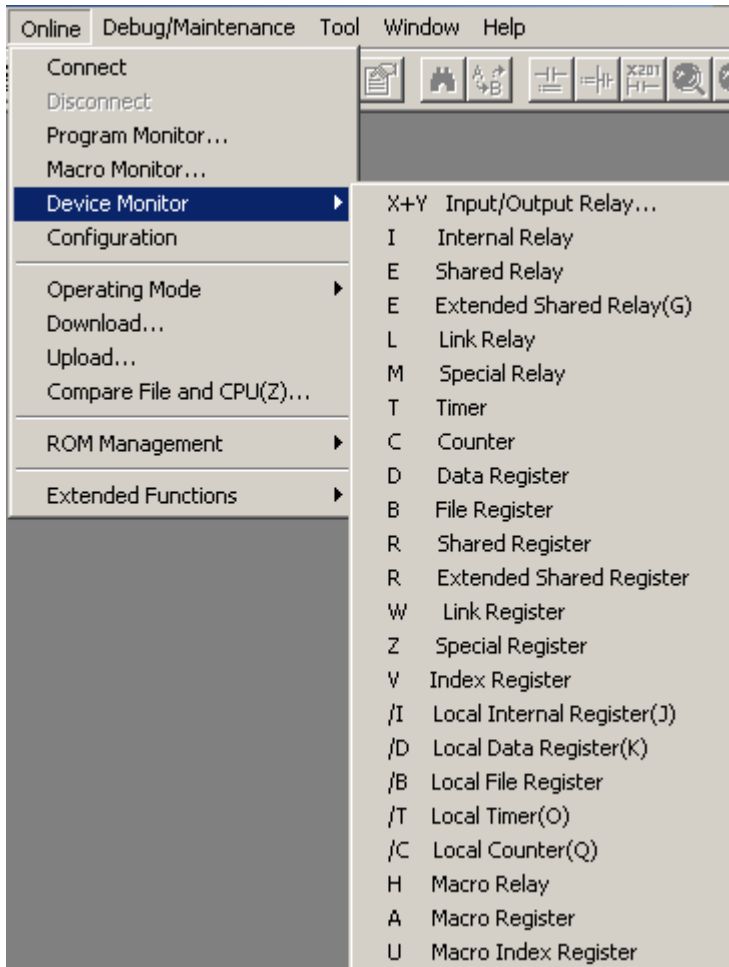 Online Debug/Maintenance Tool Window Help
Connect
Disconnect
Program Monitor...
Macro Monitor...
Device Monitor
Configuration
Operating Mode
Download...
Upload...
Compare File and CPU(Z)...
ROM Management
Extended Functions
A B X201
X+Y Input/Output Relay...
I Internal Relay
E Shared Relay
E Extended Shared Relay(G)
L Link Relay
M Special Relay
T Timer
C Counter
D Data Register
B File Register
R Shared Register
R Extended Shared Register
W Link Register
Z Special Register
V Index Register
/I Local Internal Register(J)
/D Local Data Register(K)
/B Local File Register
/T Local Timer(O)
/C Local Counter(Q)
H Macro Relay
A Macro Register
U Macro Index Register